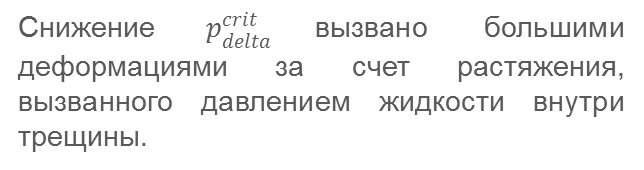 Снижение $p_{delta}^{crit}$ вызвано большими
деформациями за счет растяжения,
вызванного давлением жидкости внутри
трещины.